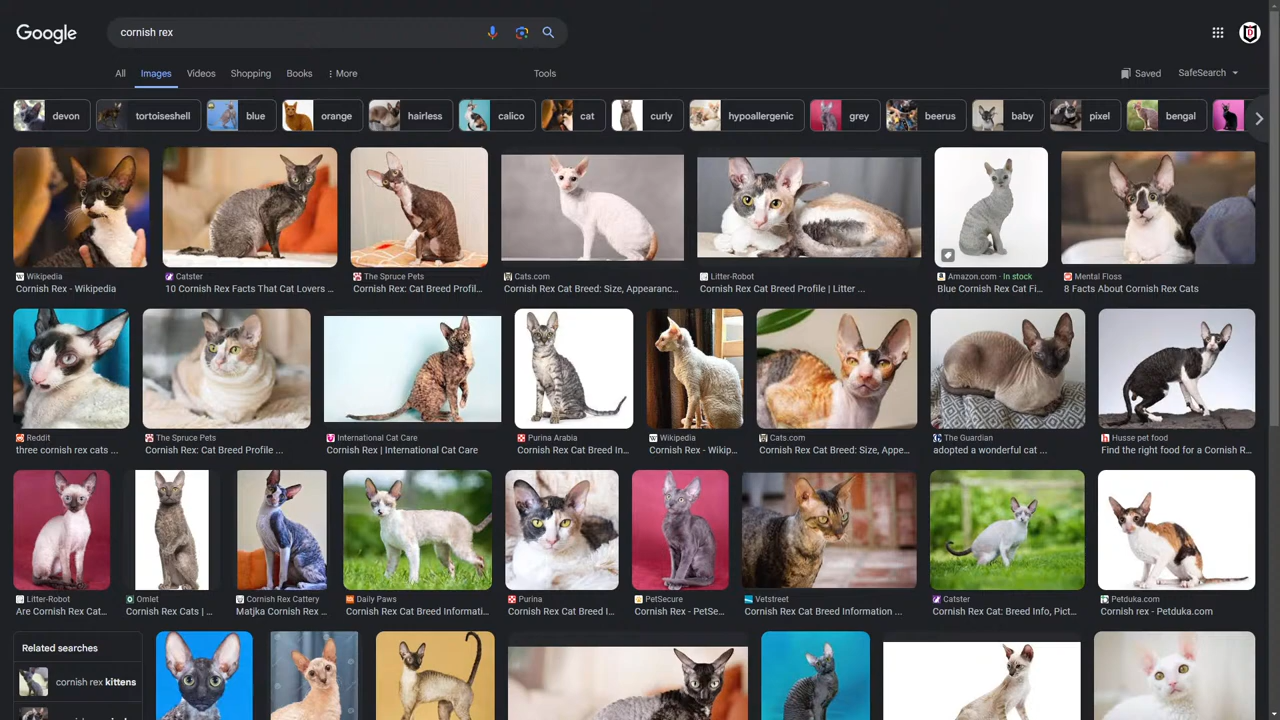 Google
cornish rex
All
Images
Videos
Shopping
Books
More
Tools
Saved
SafeSearch
devon
tortoiseshell
blue
orange
hairless
calico
cat
curly
hypoallergenic
grey
beerus
baby
pixel
bengal
Wikipedia
Cornish Rex - Wikipedia
Catster
10 Cornish Rex Facts That Cat Lovers ...
The Spruce Pets
Cornish Rex: Cat Breed Profil...
Cats.com
Cornish Rex Cat Breed: Size, Appearanc...
Litter-Robot
Cornish Rex Cat Breed Profile | Litter ...
Amazon.com · In stock
Blue Cornish Rex Cat Fi...
Mental Floss
8 Facts About Cornish Rex Cats
Reddit
three cornish rex cats ...
The Spruce Pets
Cornish Rex: Cat Breed Profile ...
International Cat Care
Cornish Rex | International Cat Care
Purina Arabia
Cornish Rex Cat Breed In...
Wikipedia
Cornish Rex - Wikip...
Cats.com
Cornish Rex Cat Breed: Size, Appe...
The Guardian
adopted a wonderful cat ...
Husse pet food
Find the right food for a Cornish R...
Litter-Robot
Are Cornish Rex Cat...
Omlet
Cornish Rex Cats | ...
Cornish Rex Cattery
Matjka Cornish Rex ...
Daily Paws
Cornish Rex Cat Breed Informati...
Purina
Cornish Rex Cat Breed I...
PetSecure
Cornish Rex - PetSe...
Vetstreet
Cornish Rex Cat Breed Information ...
Catster
Cornish Rex Cat: Breed Info, Pict...
Petduka.com
Cornish rex - Petduka.com
Related searches
cornish rex kittens